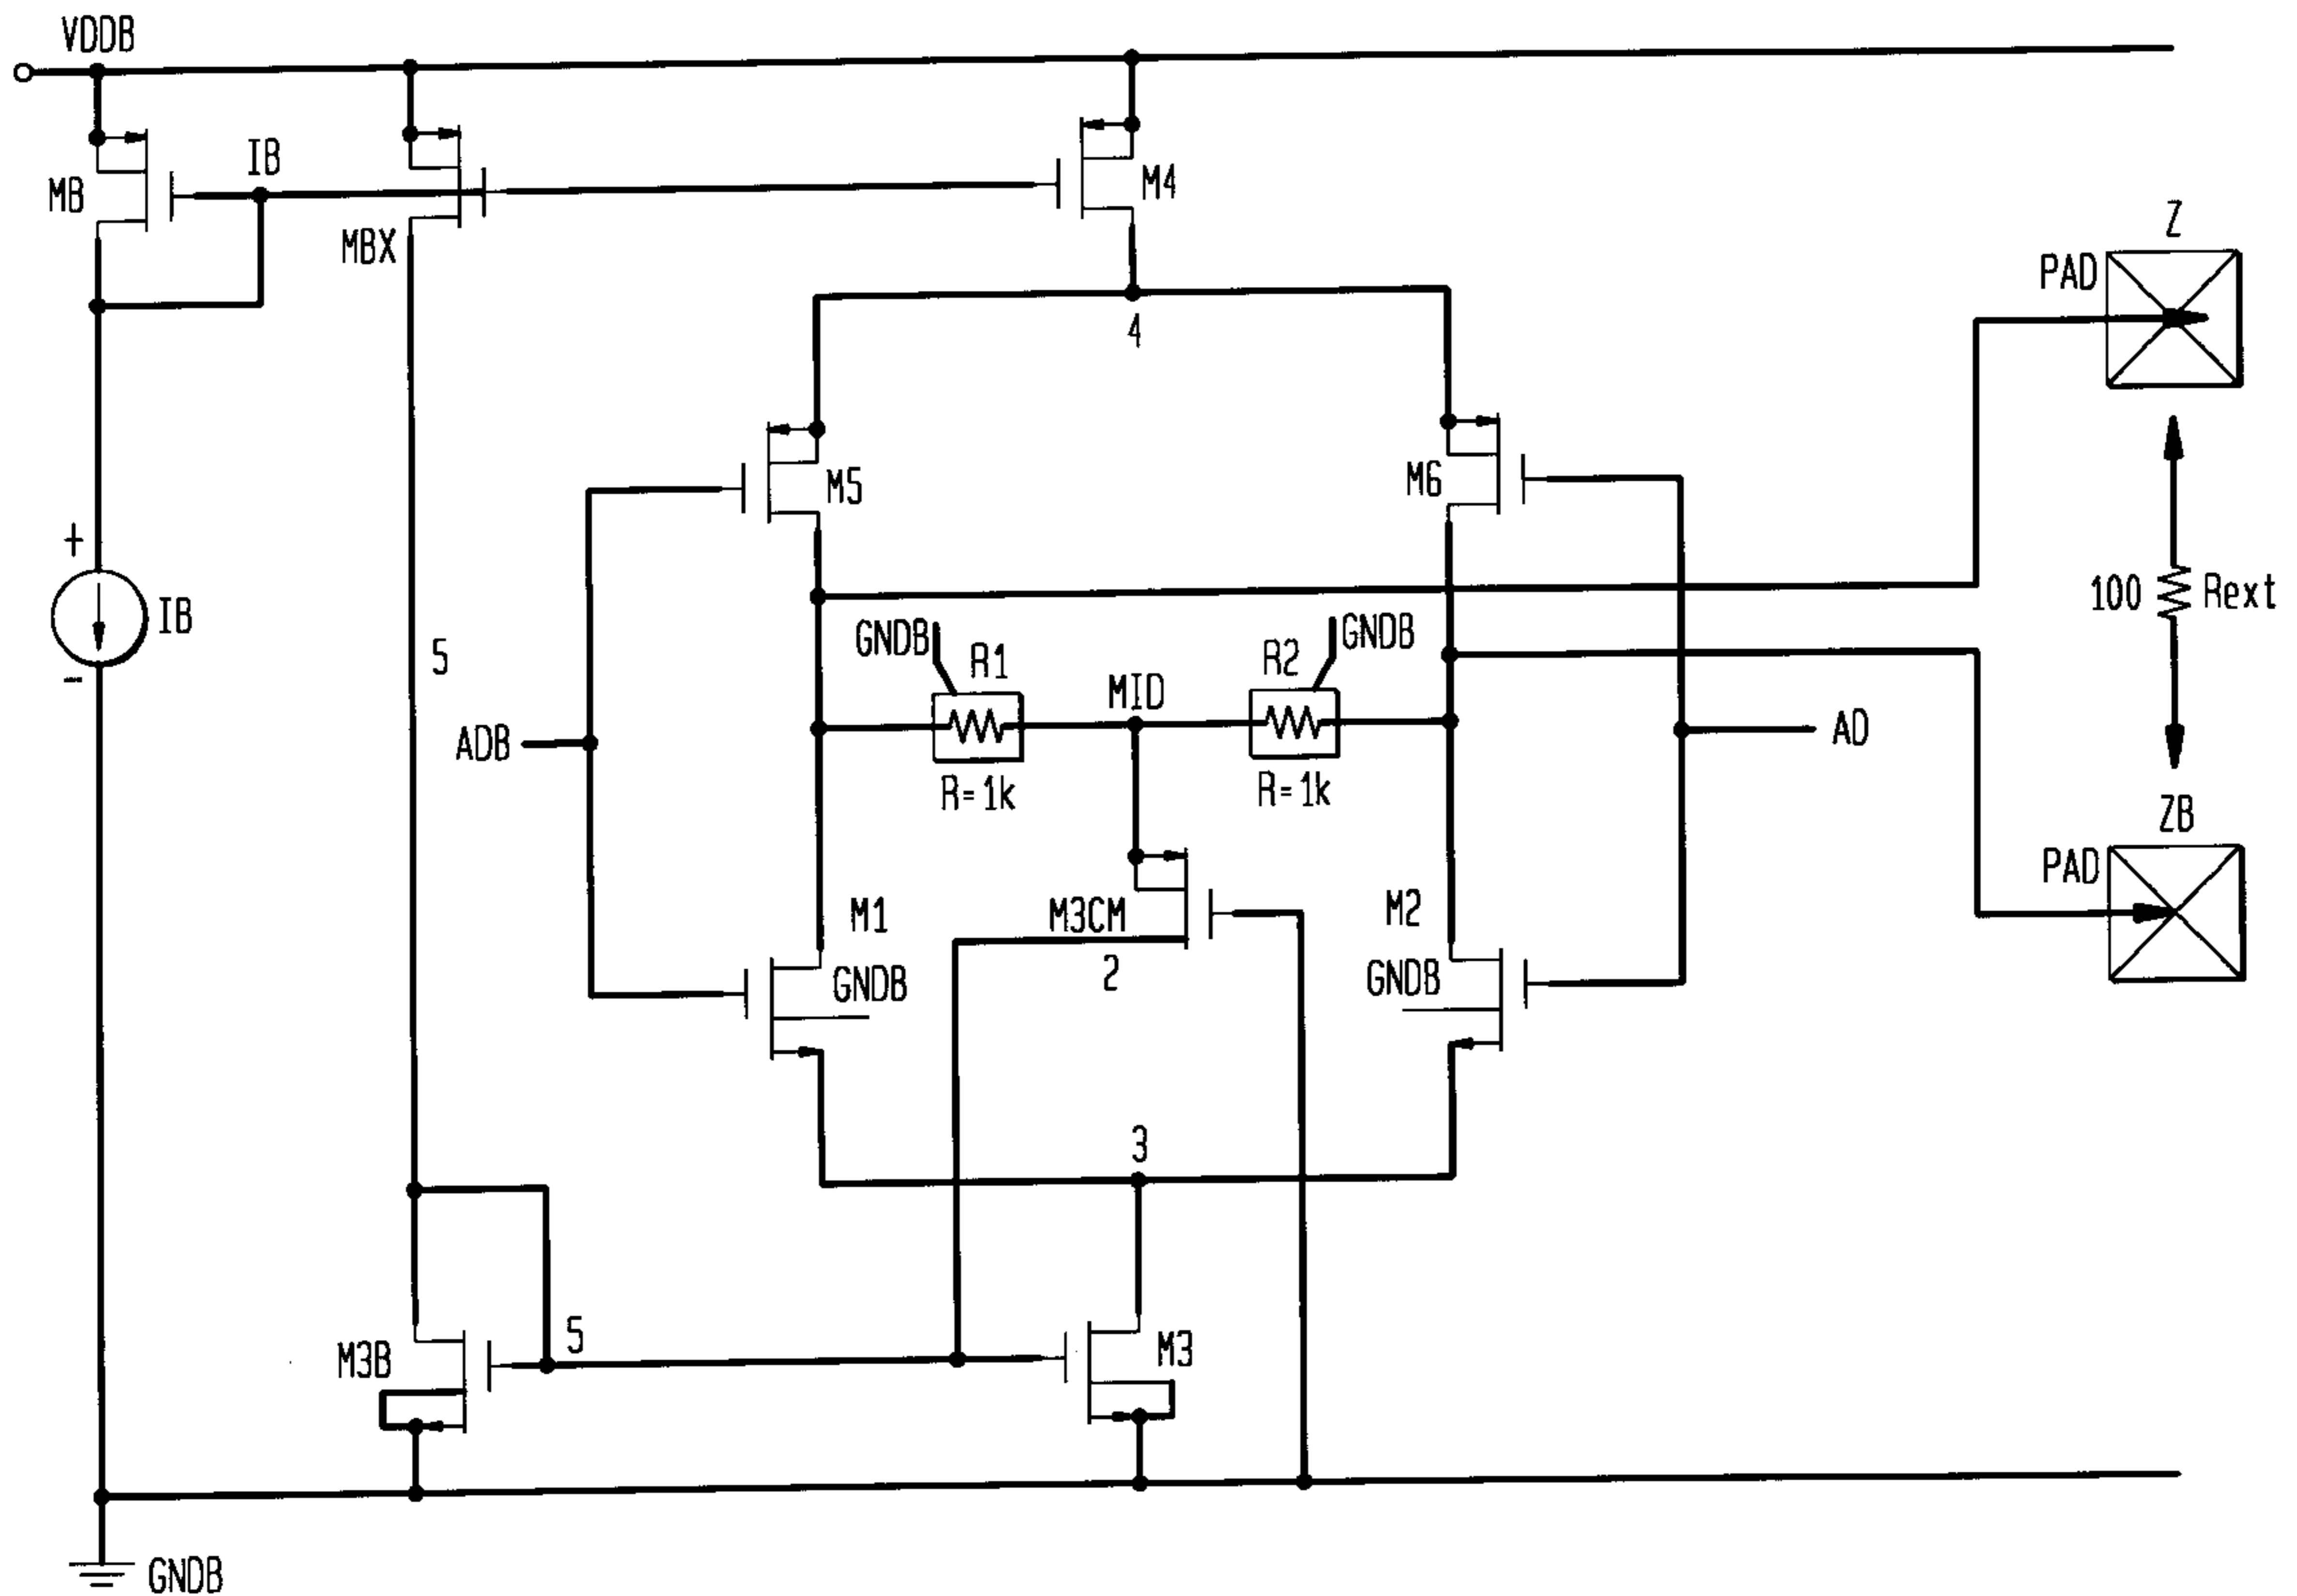 VDDB
IB
MB
MBX
M4
Z
PAD
4
M5
M6
+
IB
-
5
100
Rext
GNDB
R1
R2
GNDB
MID
ADB
AD
R=1k
R=1k
ZB
PAD
M1
M3CM
M2
GNDB
2
GNDB
3
5
M3B
M3
GNDB